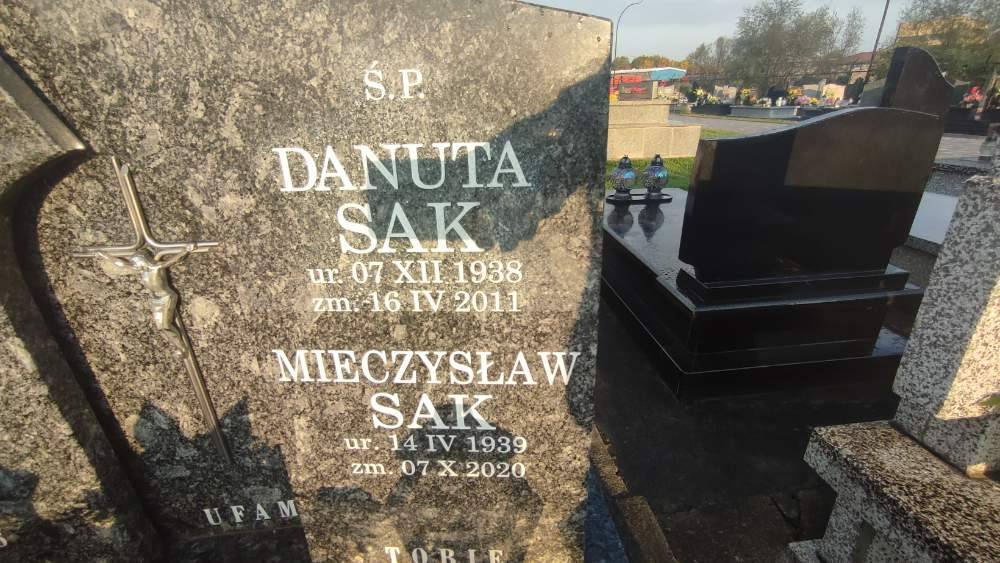 Ś.P.
DANUTA
SAK
ur. 07 XII 1938
zm. 16 IV 2011
MIECZYSŁAW
SAK
ur. 14 IV 1939
zm. 07 X 2020
UFAM
TOBIE